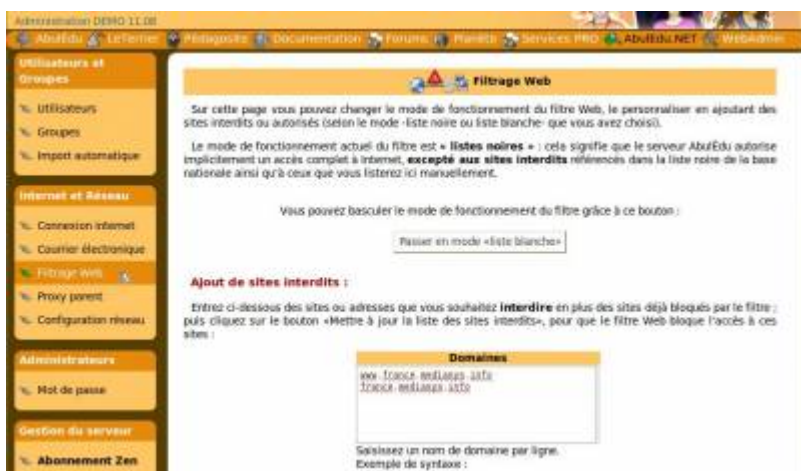 Administration DEMO 11.08
AbulÉdu LeTerrier Pédagosite Documentation Forums Planète Services PRO AbulEdu.NET WebAdmin
Utilisateurs et
Groupes
Utilisateurs
Groupes
Import automatique
Internet et Réseau
Connexion internet
Courrier électronique
Filtrage Web
Proxy parent
Configuration réseau
Administrateurs
Mot de passe
Gestion du serveur
Abonnement Zen
Filtrage Web
Sur cette page vous pouvez changer le mode de fonctionnement du filtre Web, le personnaliser en ajoutant des
sites interdits ou autorisés (selon le mode -liste noire ou liste blanche- que vous avez choisi).
Le mode de fonctionnement actuel du filtre est « listes noires » : cela signifie que le serveur AbulÉdu autorise
implicitement un accès complet à Internet, excepté aux sites interdits référencés dans la liste noire de la base
nationale ainsi qu'à ceux que vous listerez ici manuellement.
Vous pouvez basculer le mode de fonctionnement du filtre grâce à ce bouton :
Passer en mode «liste blanche»
Ajout de sites interdits :
Entrez ci-dessous des sites ou adresses que vous souhaitez interdire en plus des sites déjà bloqués par le filtre ;
puis cliquez sur le bouton «Mettre à jour la liste des sites interdits», pour que le filtre Web bloque l'accès à ces
sites :
Domaines
Saisissez un nom de domaine par ligne.
Exemple de syntaxe :